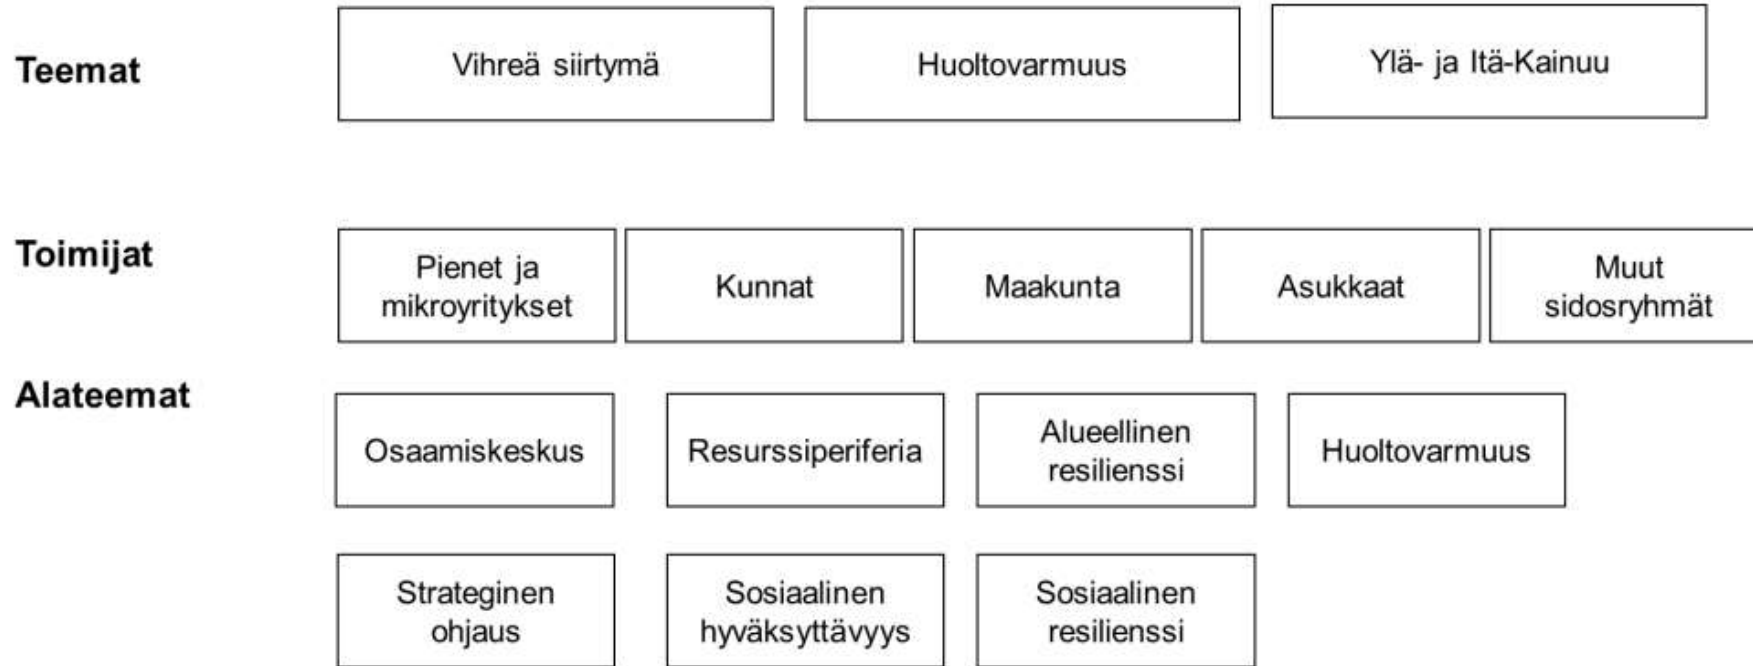 Teemat
Vihreä siirtymä
Huoltovarmuus
Ylä- ja Itä-Kainuu
Toimijat
Pienet ja
mikroyritykset
Kunnat
Maakunta
Asukkaat
Muut
sidosryhmät
Alateemat
Osaamiskeskus
Resurssiperiferia
Alueellinen
resilienssi
Huoltovarmuus
Strateginen
ohjaus
Sosiaalinen
hyväksyttävyys
Sosiaalinen
resilienssi